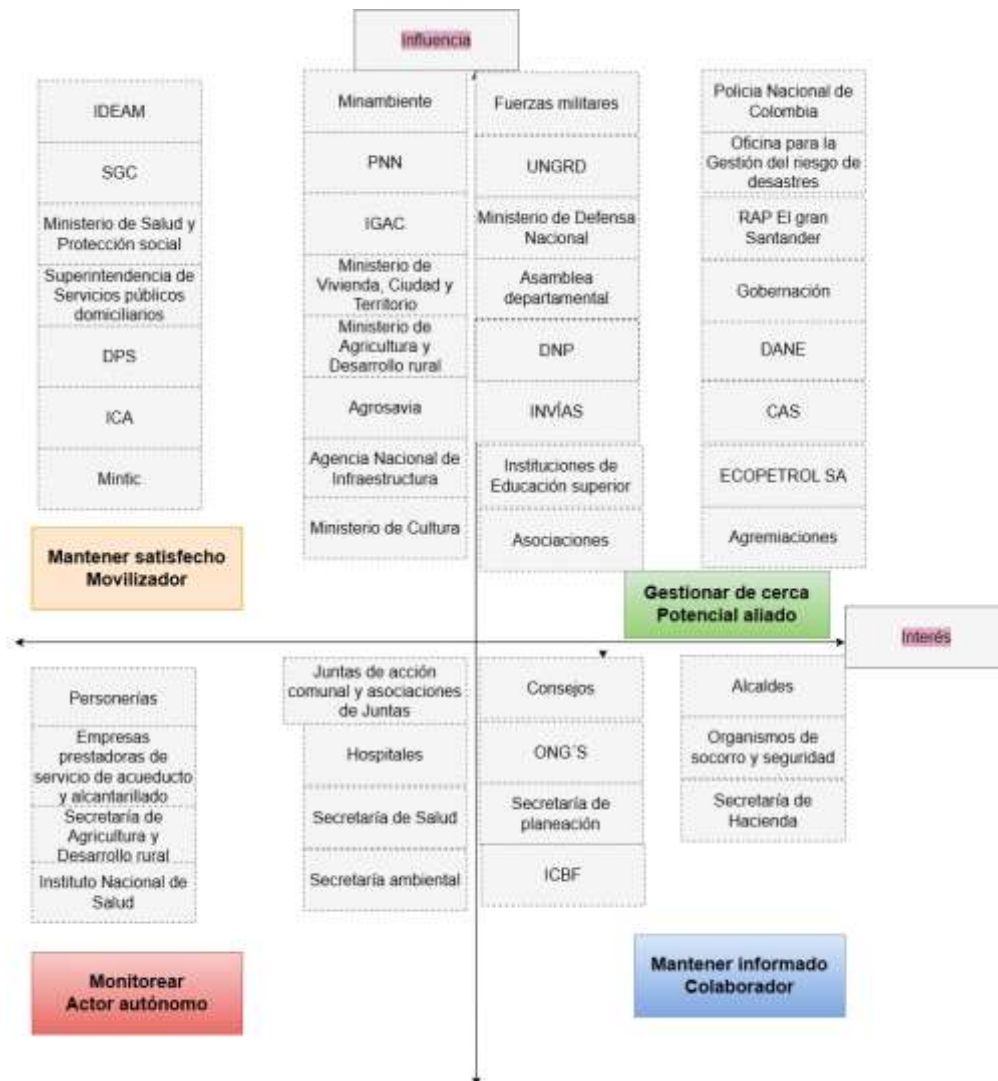 Influencia
IDEAM
SGC
Ministerio de Salud y
Protección social
Superintendencia de
Servicios públicos
domiciliarios
DPS
ICA
Mintic
Minambiente
PNN
IGAC
Ministerio de
Vivienda, Ciudad y
Territorio
Ministerio de
Agricultura y
Desarrollo rural
Agrosavia
Agencia Nacional de
Infraestructura
Ministerio de Cultura
Mantener satisfecho
Movilizador
Fuerzas militares
UNGRD
Ministerio de Defensa
Nacional
Asamblea
departamental
DNP
INVÍAS
Instituciones de
Educación superior
Asociaciones
Policia Nacional de
Colombia
Oficina para la
Gestión del riesgo de
desastres
RAP El gran
Santander
Gobernación
DANE
CAS
ECOPETROL SA
Agremiaciones
Gestionar de cerca
Potencial aliado
Interés
Personerías
Empresas
prestadoras de
servicio de acueducto
y alcantarillado
Secretaría de
Agricultura y
Desarrollo rural
Instituto Nacional de
Salud
Juntas de acción
comunal y asociaciones
de Juntas
Hospitales
Secretaría de Salud
Secretaría ambiental
Monitorear
Actor autónomo
Consejos
ONG´S
Secretaría de
planeación
ICBF
Alcaldes
Organismos de
socorro y seguridad
Secretaría de
Hacienda
Mantener informado
Colaborador